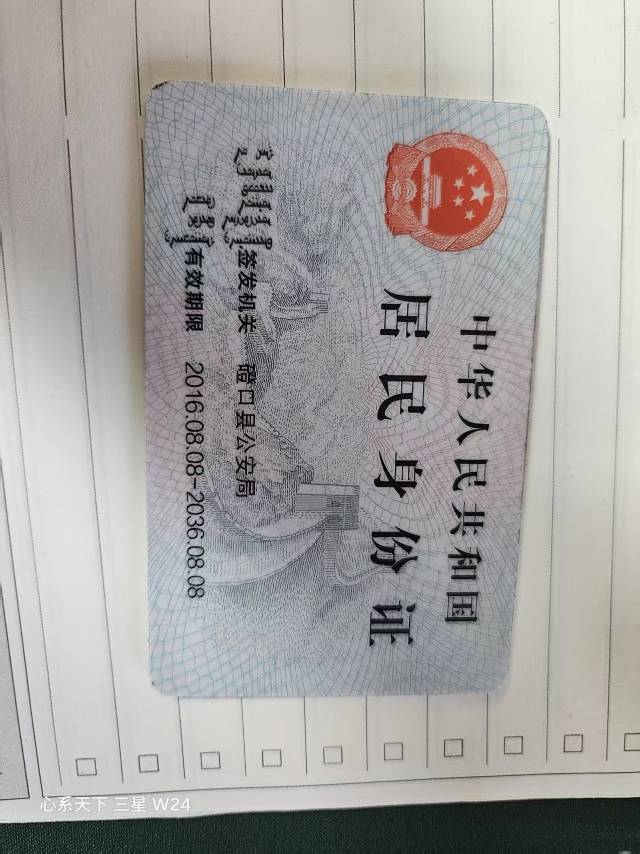 中华人民共和国
居民身份证
签发机关 磴口县公安局
有效期限 2016.08.08-2036.08.08
心系天下 三星 W24